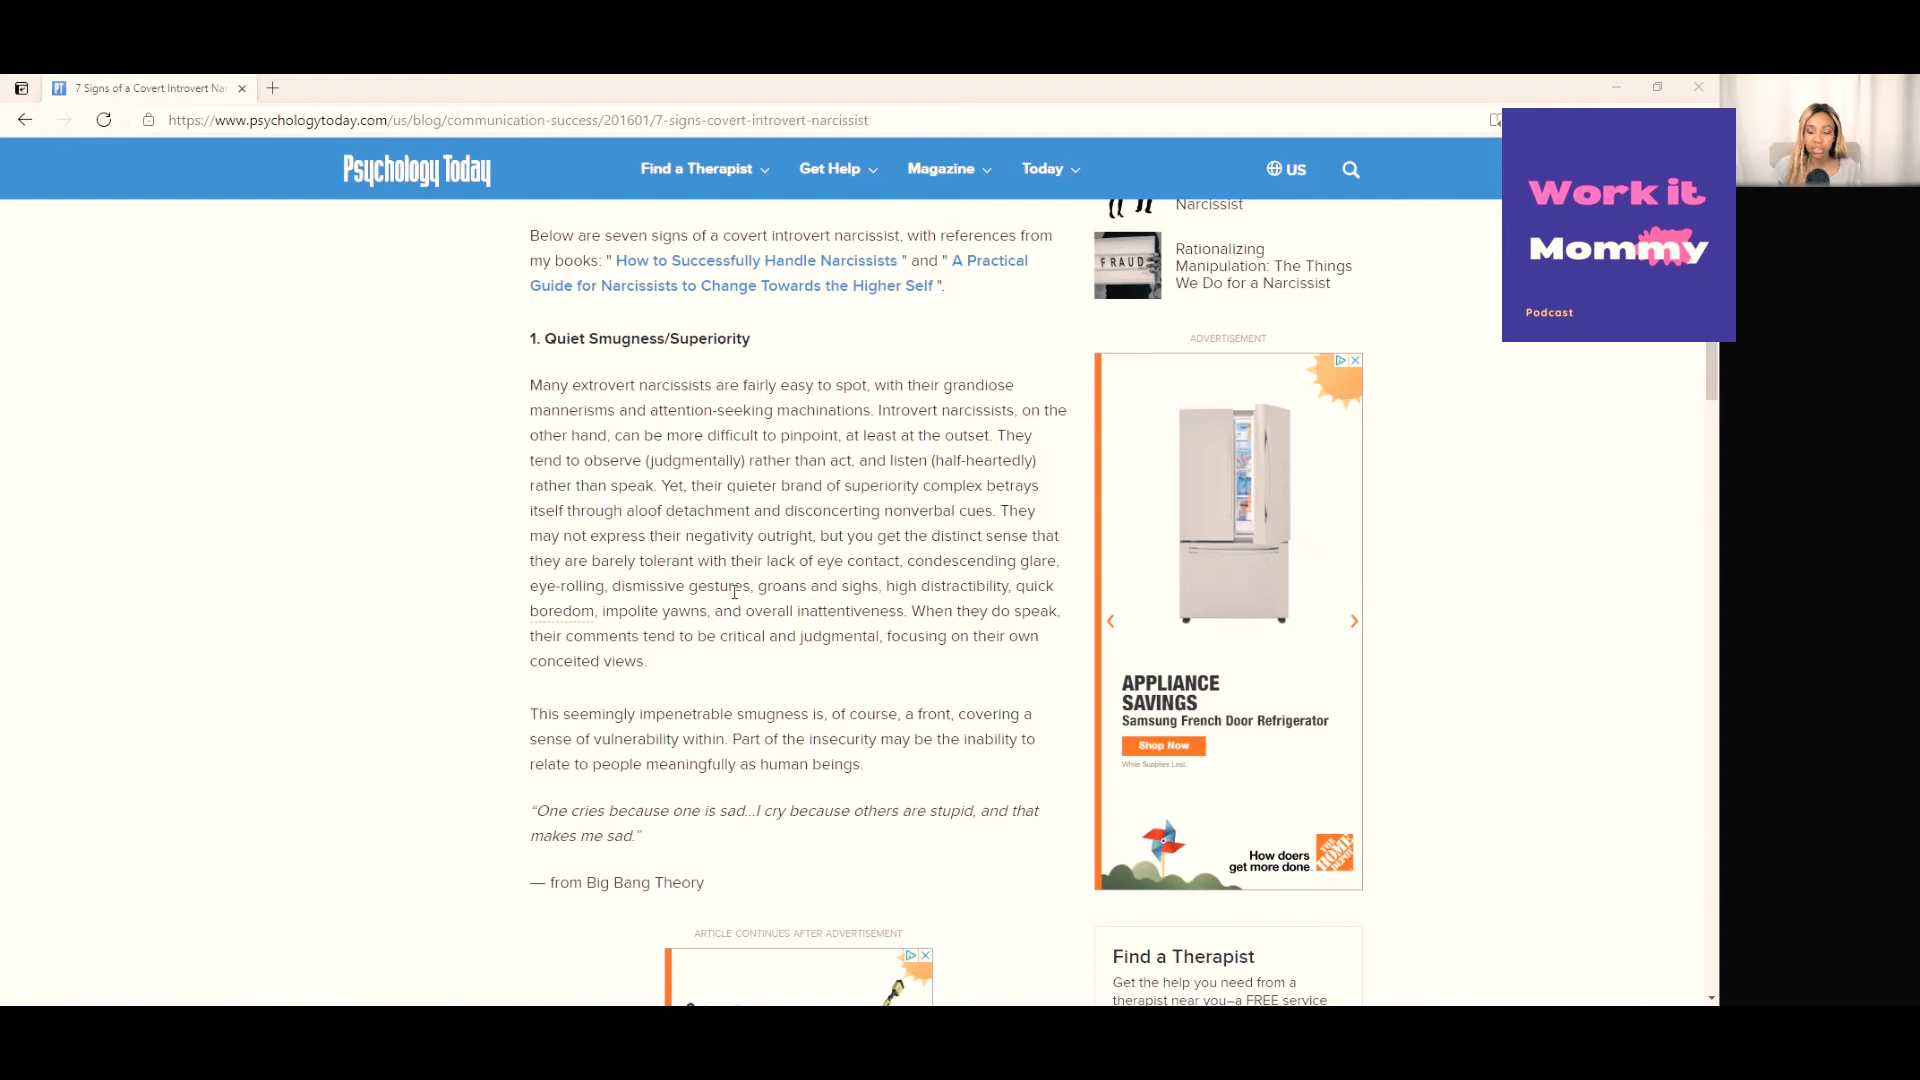 7 Signs of a Covert Introvert Na
https://www.psychologytoday.com/us/blog/communication-success/201601/7-signs-covert-introvert-narcissist
Psychology Today
Find a Therapist
Get Help
Magazine
Today
US
Work it
Mommy
Podcast
Below are seven signs of a covert introvert narcissist, with references from
my books: " How to Successfully Handle Narcissists " and " A Practical
Guide for Narcissists to Change Towards the Higher Self ".
1. Quiet Smugness/Superiority
Many extrovert narcissists are fairly easy to spot, with their grandiose
mannerisms and attention-seeking machinations. Introvert narcissists, on the
other hand, can be more difficult to pinpoint, at least at the outset. They
tend to observe (judgmentally) rather than act, and listen (half-heartedly)
rather than speak. Yet, their quieter brand of superiority complex betrays
itself through aloof detachment and disconcerting nonverbal cues. They
may not express their negativity outright, but you get the distinct sense that
they are barely tolerant with their lack of eye contact, condescending glare,
eye-rolling, dismissive gestures, groans and sighs, high distractibility, quick
boredom, impolite yawns, and overall inattentiveness. When they do speak,
their comments tend to be critical and judgmental, focusing on their own
conceited views.
This seemingly impenetrable smugness is, of course, a front, covering a
sense of vulnerability within. Part of the insecurity may be the inability to
relate to people meaningfully as human beings.
“One cries because one is sad...I cry because others are stupid, and that
makes me sad.”
— from Big Bang Theory
ARTICLE CONTINUES AFTER ADVERTISEMENT
Narcissist
FRAUD
Rationalizing
Manipulation: The Things
We Do for a Narcissist
ADVERTISEMENT
APPLIANCE
SAVINGS
Samsung French Door Refrigerator
Shop Now
While Supplies Last.
How doers
get more done.
THE HOME DEPOT
Find a Therapist
Get the help you need from a
therapist near you–a FREE service